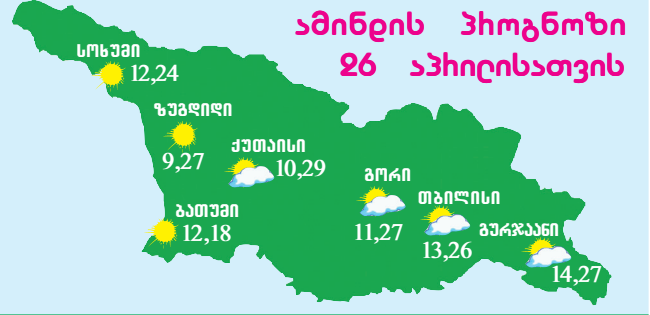 ამინდის პროგნოზი
26 აპრილისათვის
სოხუმი
12,24
ზუგდიდი
9,27
ქუთაისი
10,29
ბათუმი
12,18
გორი
11,27
თბილისი
13,26
გურჯაანი
14,27